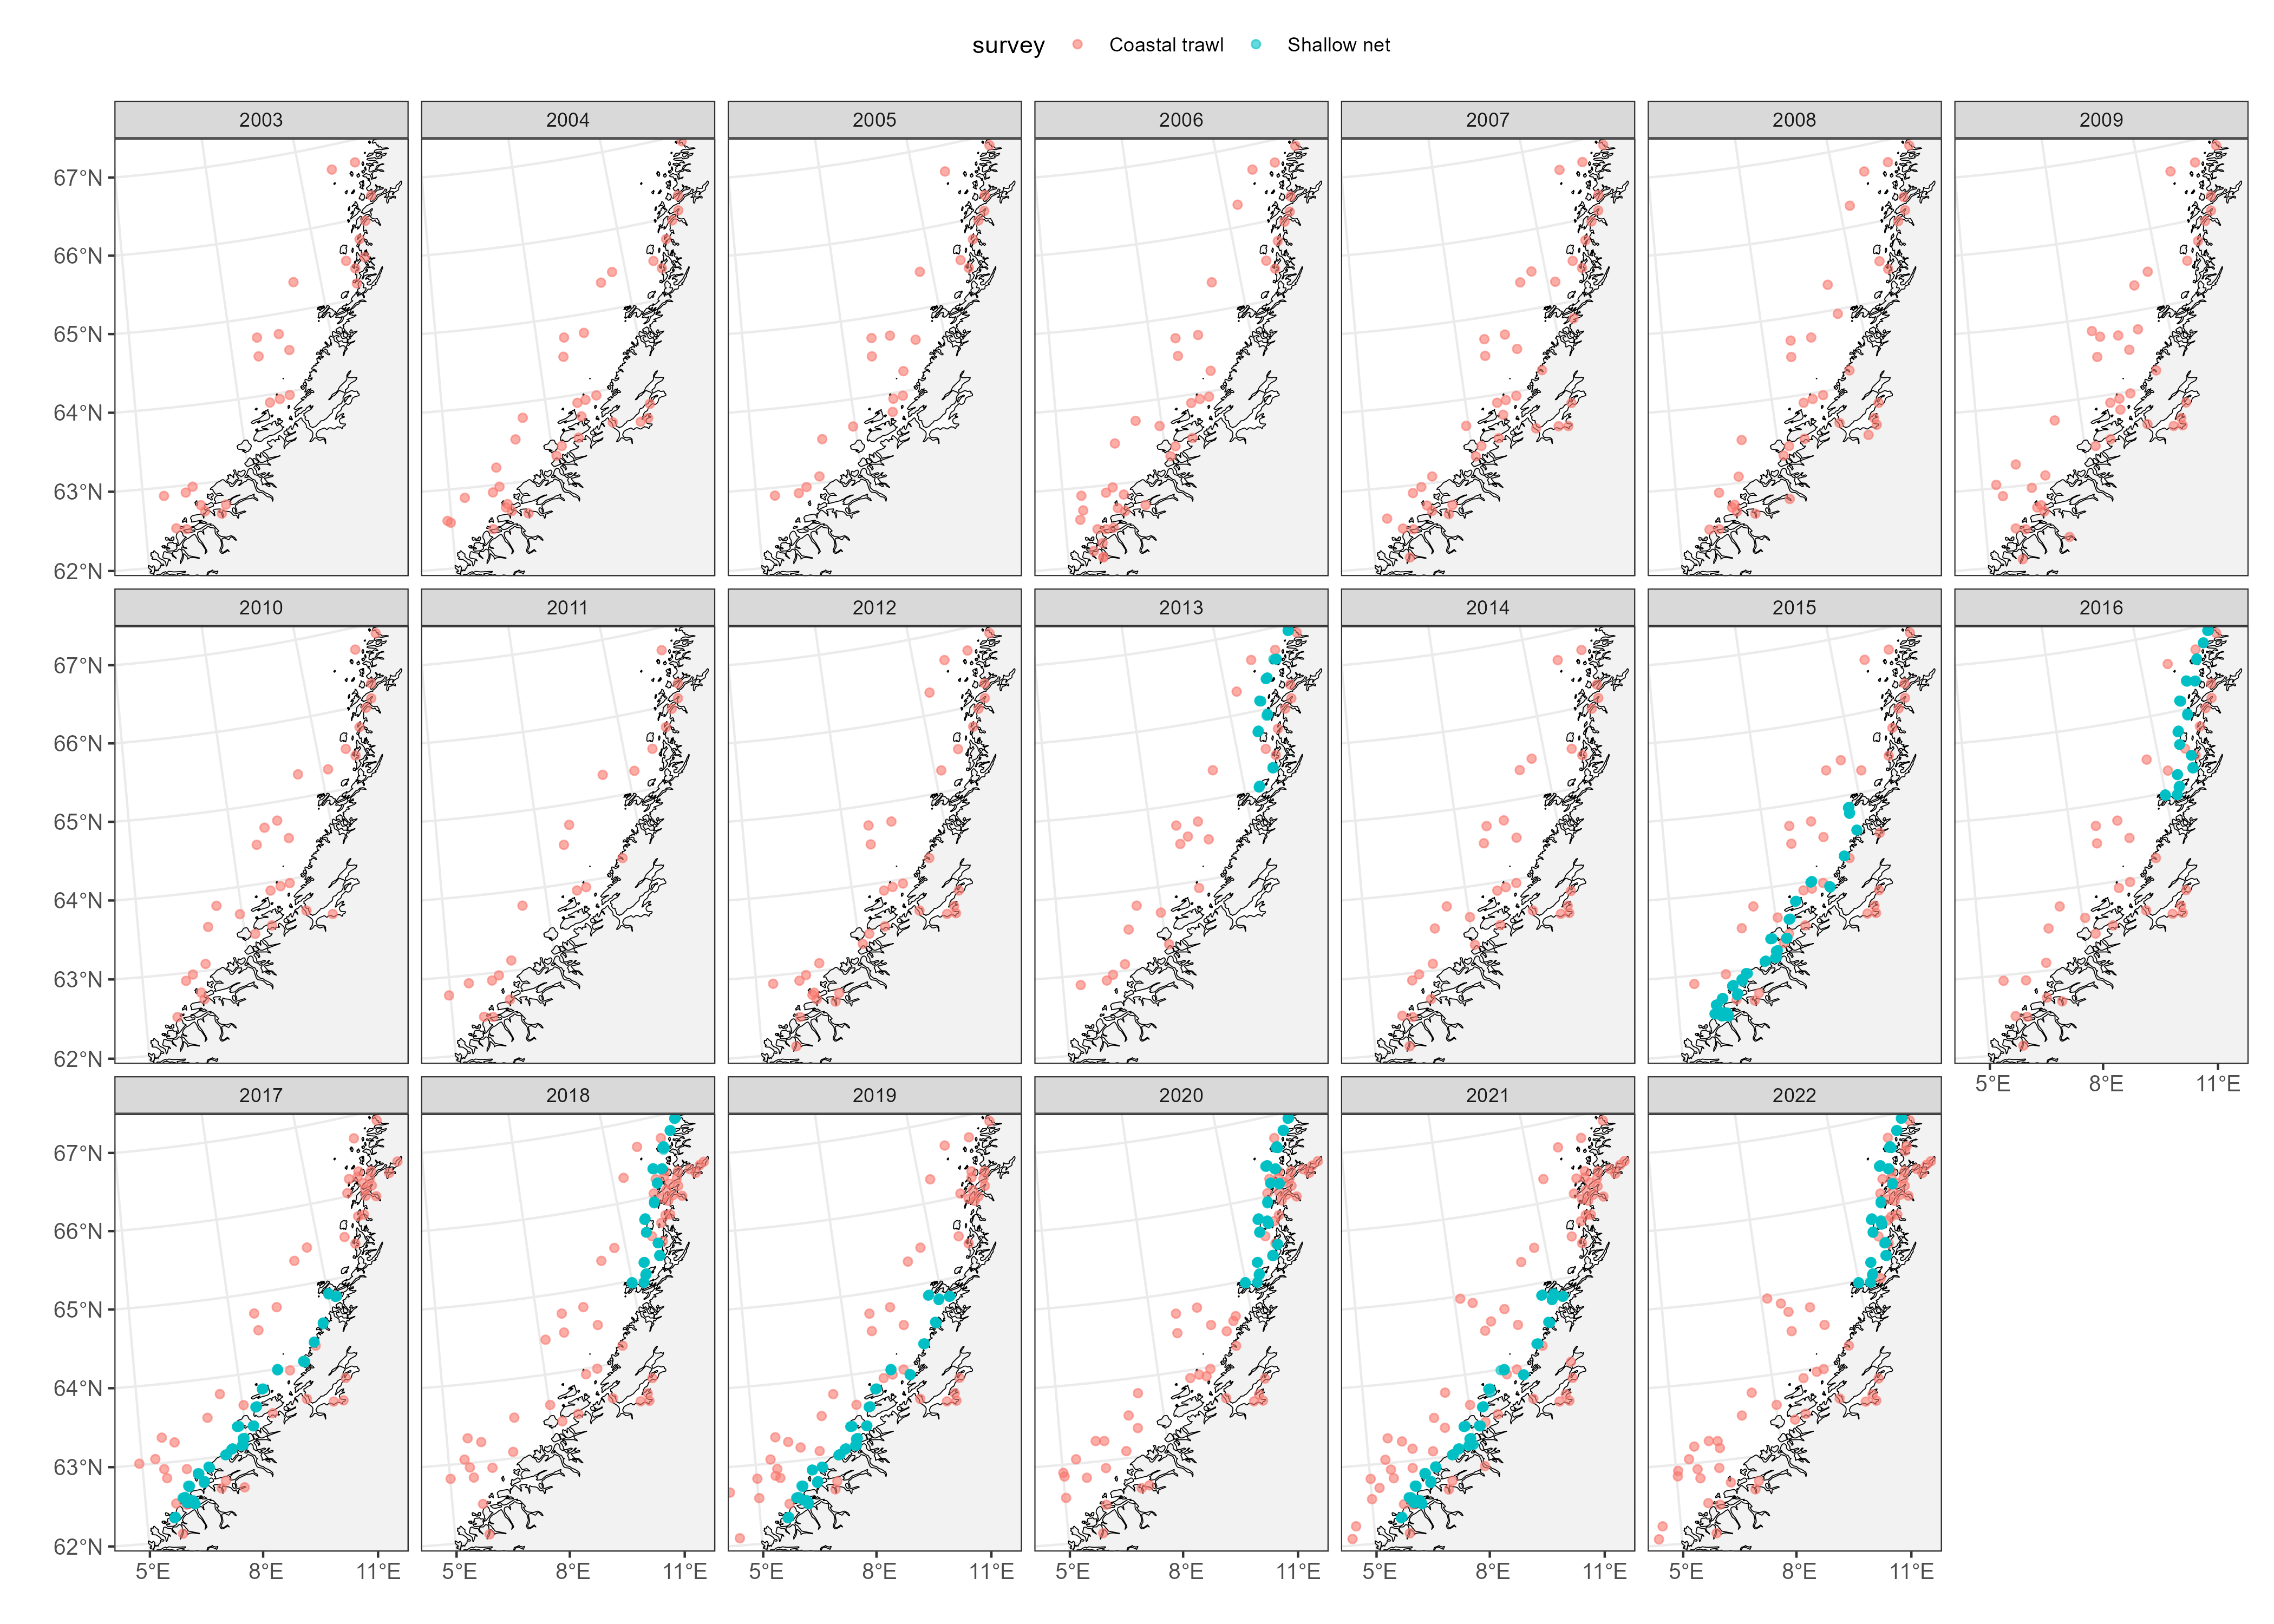 survey Coastal trawl Shallow net
2003 2004 2005 2006 2007 2008 2009
67°N
66°N
65°N
64°N
63°N
62°N
2010 2011 2012 2013 2014 2015 2016
67°N
66°N
65°N
64°N
63°N
62°N
5°E 8°E 11°E
2017 2018 2019 2020 2021 2022
67°N
66°N
65°N
64°N
63°N
62°N
5°E 8°E 11°E 5°E 8°E 11°E 5°E 8°E 11°E 5°E 8°E 11°E 5°E 8°E 11°E 5°E 8°E 11°E